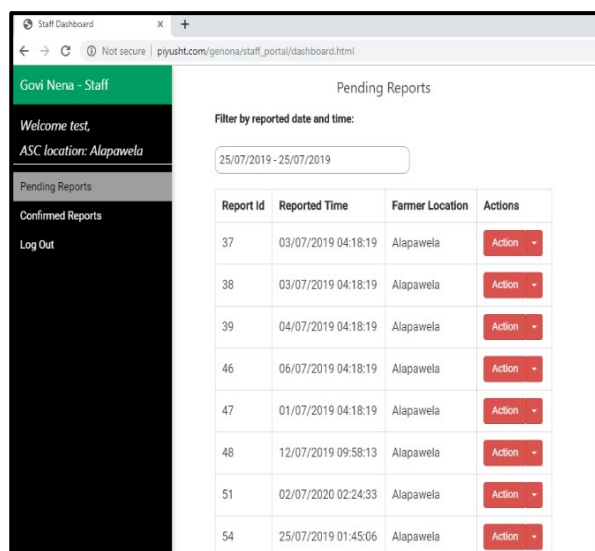 Staff Dashboard
Not secure | piyusht.com/genona/staff_portal/dashboard.html
Govi Nena - Staff
Welcome test,
ASC location: Alapawela
Pending Reports
Confirmed Reports
Log Out
Pending Reports
Filter by reported date and time:
25/07/2019 - 25/07/2019
Report Id Reported Time Farmer Location Actions
37 03/07/2019 04:18:19 Alapawela Action
38 03/07/2019 04:18:19 Alapawela Action
39 04/07/2019 04:18:19 Alapawela Action
46 06/07/2019 04:18:19 Alapawela Action
47 01/07/2019 04:18:19 Alapawela Action
48 12/07/2019 09:58:13 Alapawela Action
51 02/07/2020 02:24:33 Alapawela Action
54 25/07/2019 01:45:06 Alapawela Action